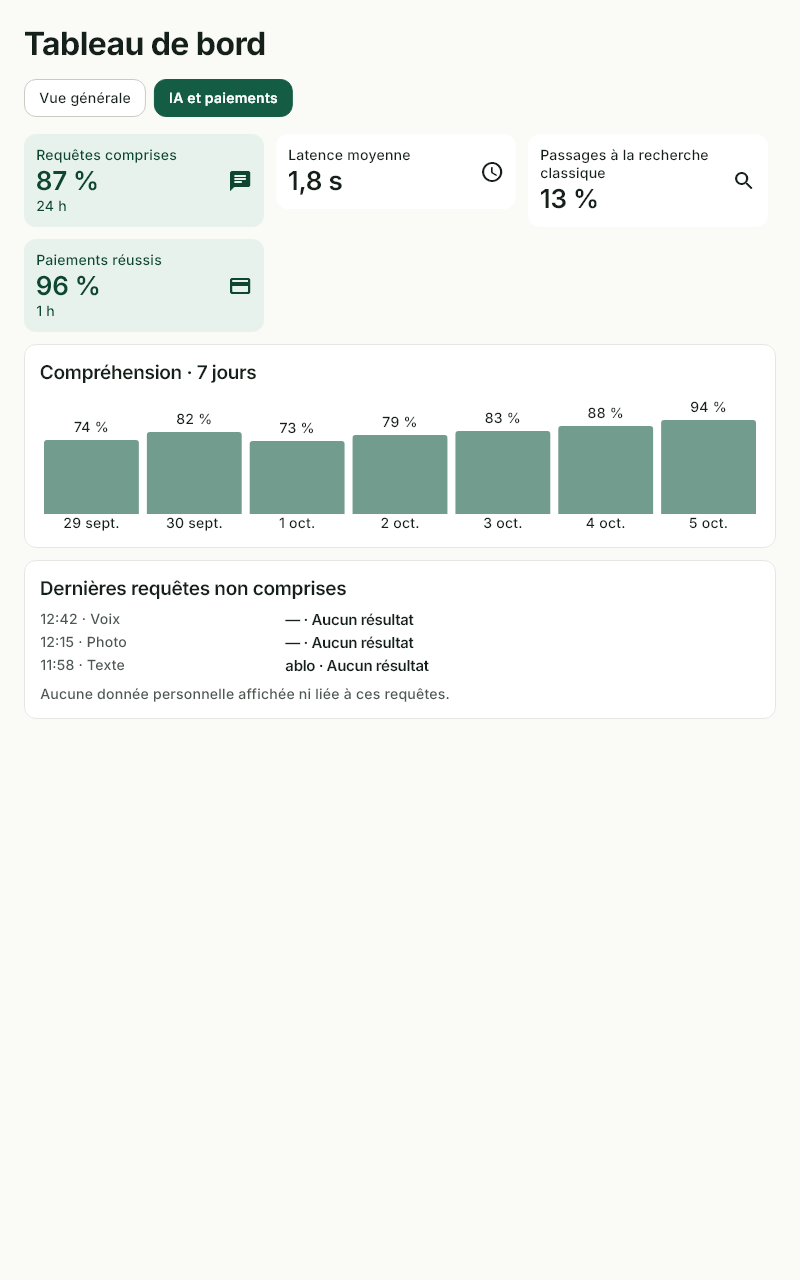 Tableau de bord
Vue générale
IA et paiements
Requêtes comprises
87 %
24 h
Latence moyenne
1,8 s
Passages à la recherche
classique
13 %
Paiements réussis
96 %
1 h
Compréhension · 7 jours
74 %
82 %
73 %
79 %
83 %
88 %
94 %
29 sept.
30 sept.
1 oct.
2 oct.
3 oct.
4 oct.
5 oct.
Dernières requêtes non comprises
12:42 · Voix — · Aucun résultat
12:15 · Photo — · Aucun résultat
11:58 · Texte ablo · Aucun résultat
Aucune donnée personnelle affichée ni liée à ces requêtes.